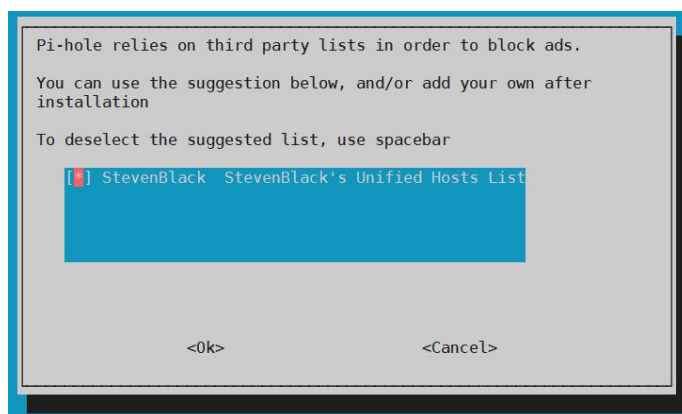 Pi-hole relies on third party lists in order to block ads.
You can use the suggestion below, and/or add your own after
installation
To deselect the suggested list, use spacebar
[*] StevenBlack  StevenBlack's Unified Hosts List
<Ok>
<Cancel>